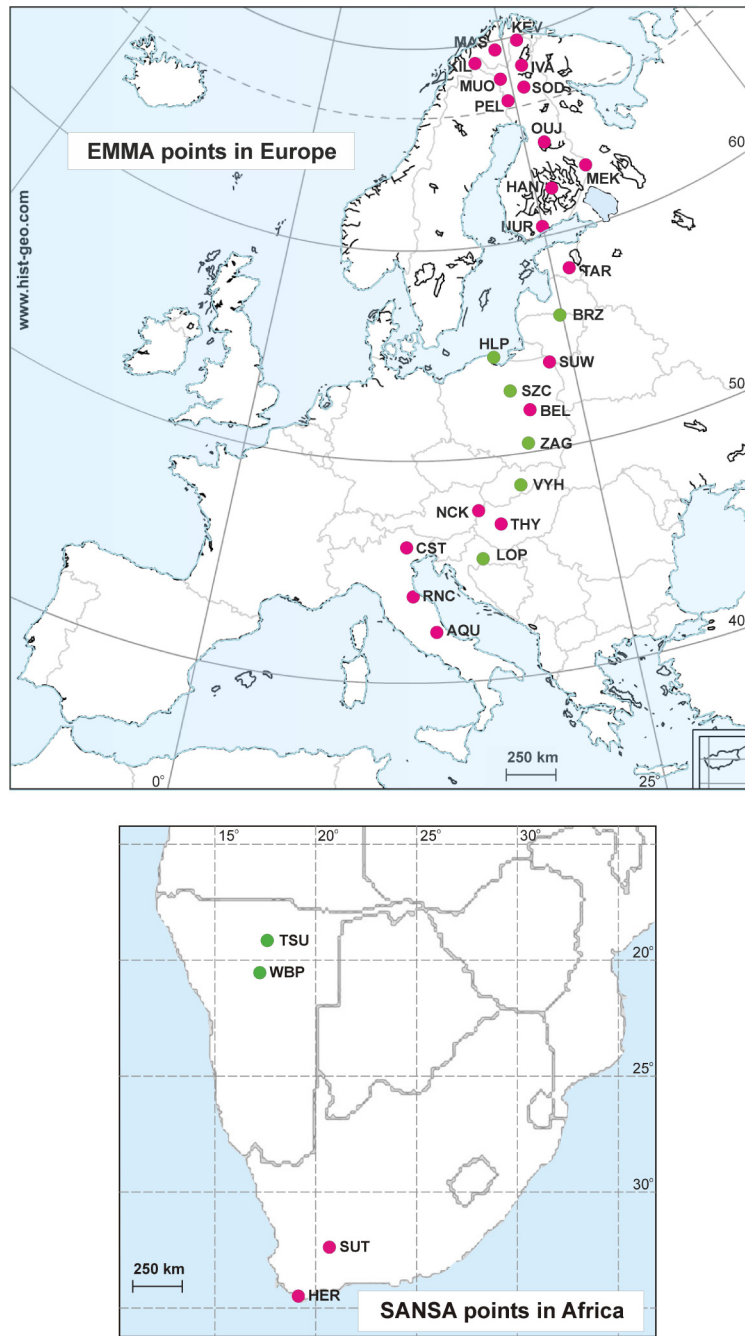 KEV
MAS
XIL
IVA
MUO
SOD
PEL
OUJ
60
EMMA points in Europe
MEK
HAN
NUR
www.hist-geo.com
TAR
BRZ
HLP
SUW
SZC
50
BEL
ZAG
VYH
NCK
THY
CST
LOP
RNC
40
AQU
250 km
0°
25°
15°
20°
25°
30°
TSU
20°
WBP
25°
30°
SUT
250 km
HER
SANSA points in Africa